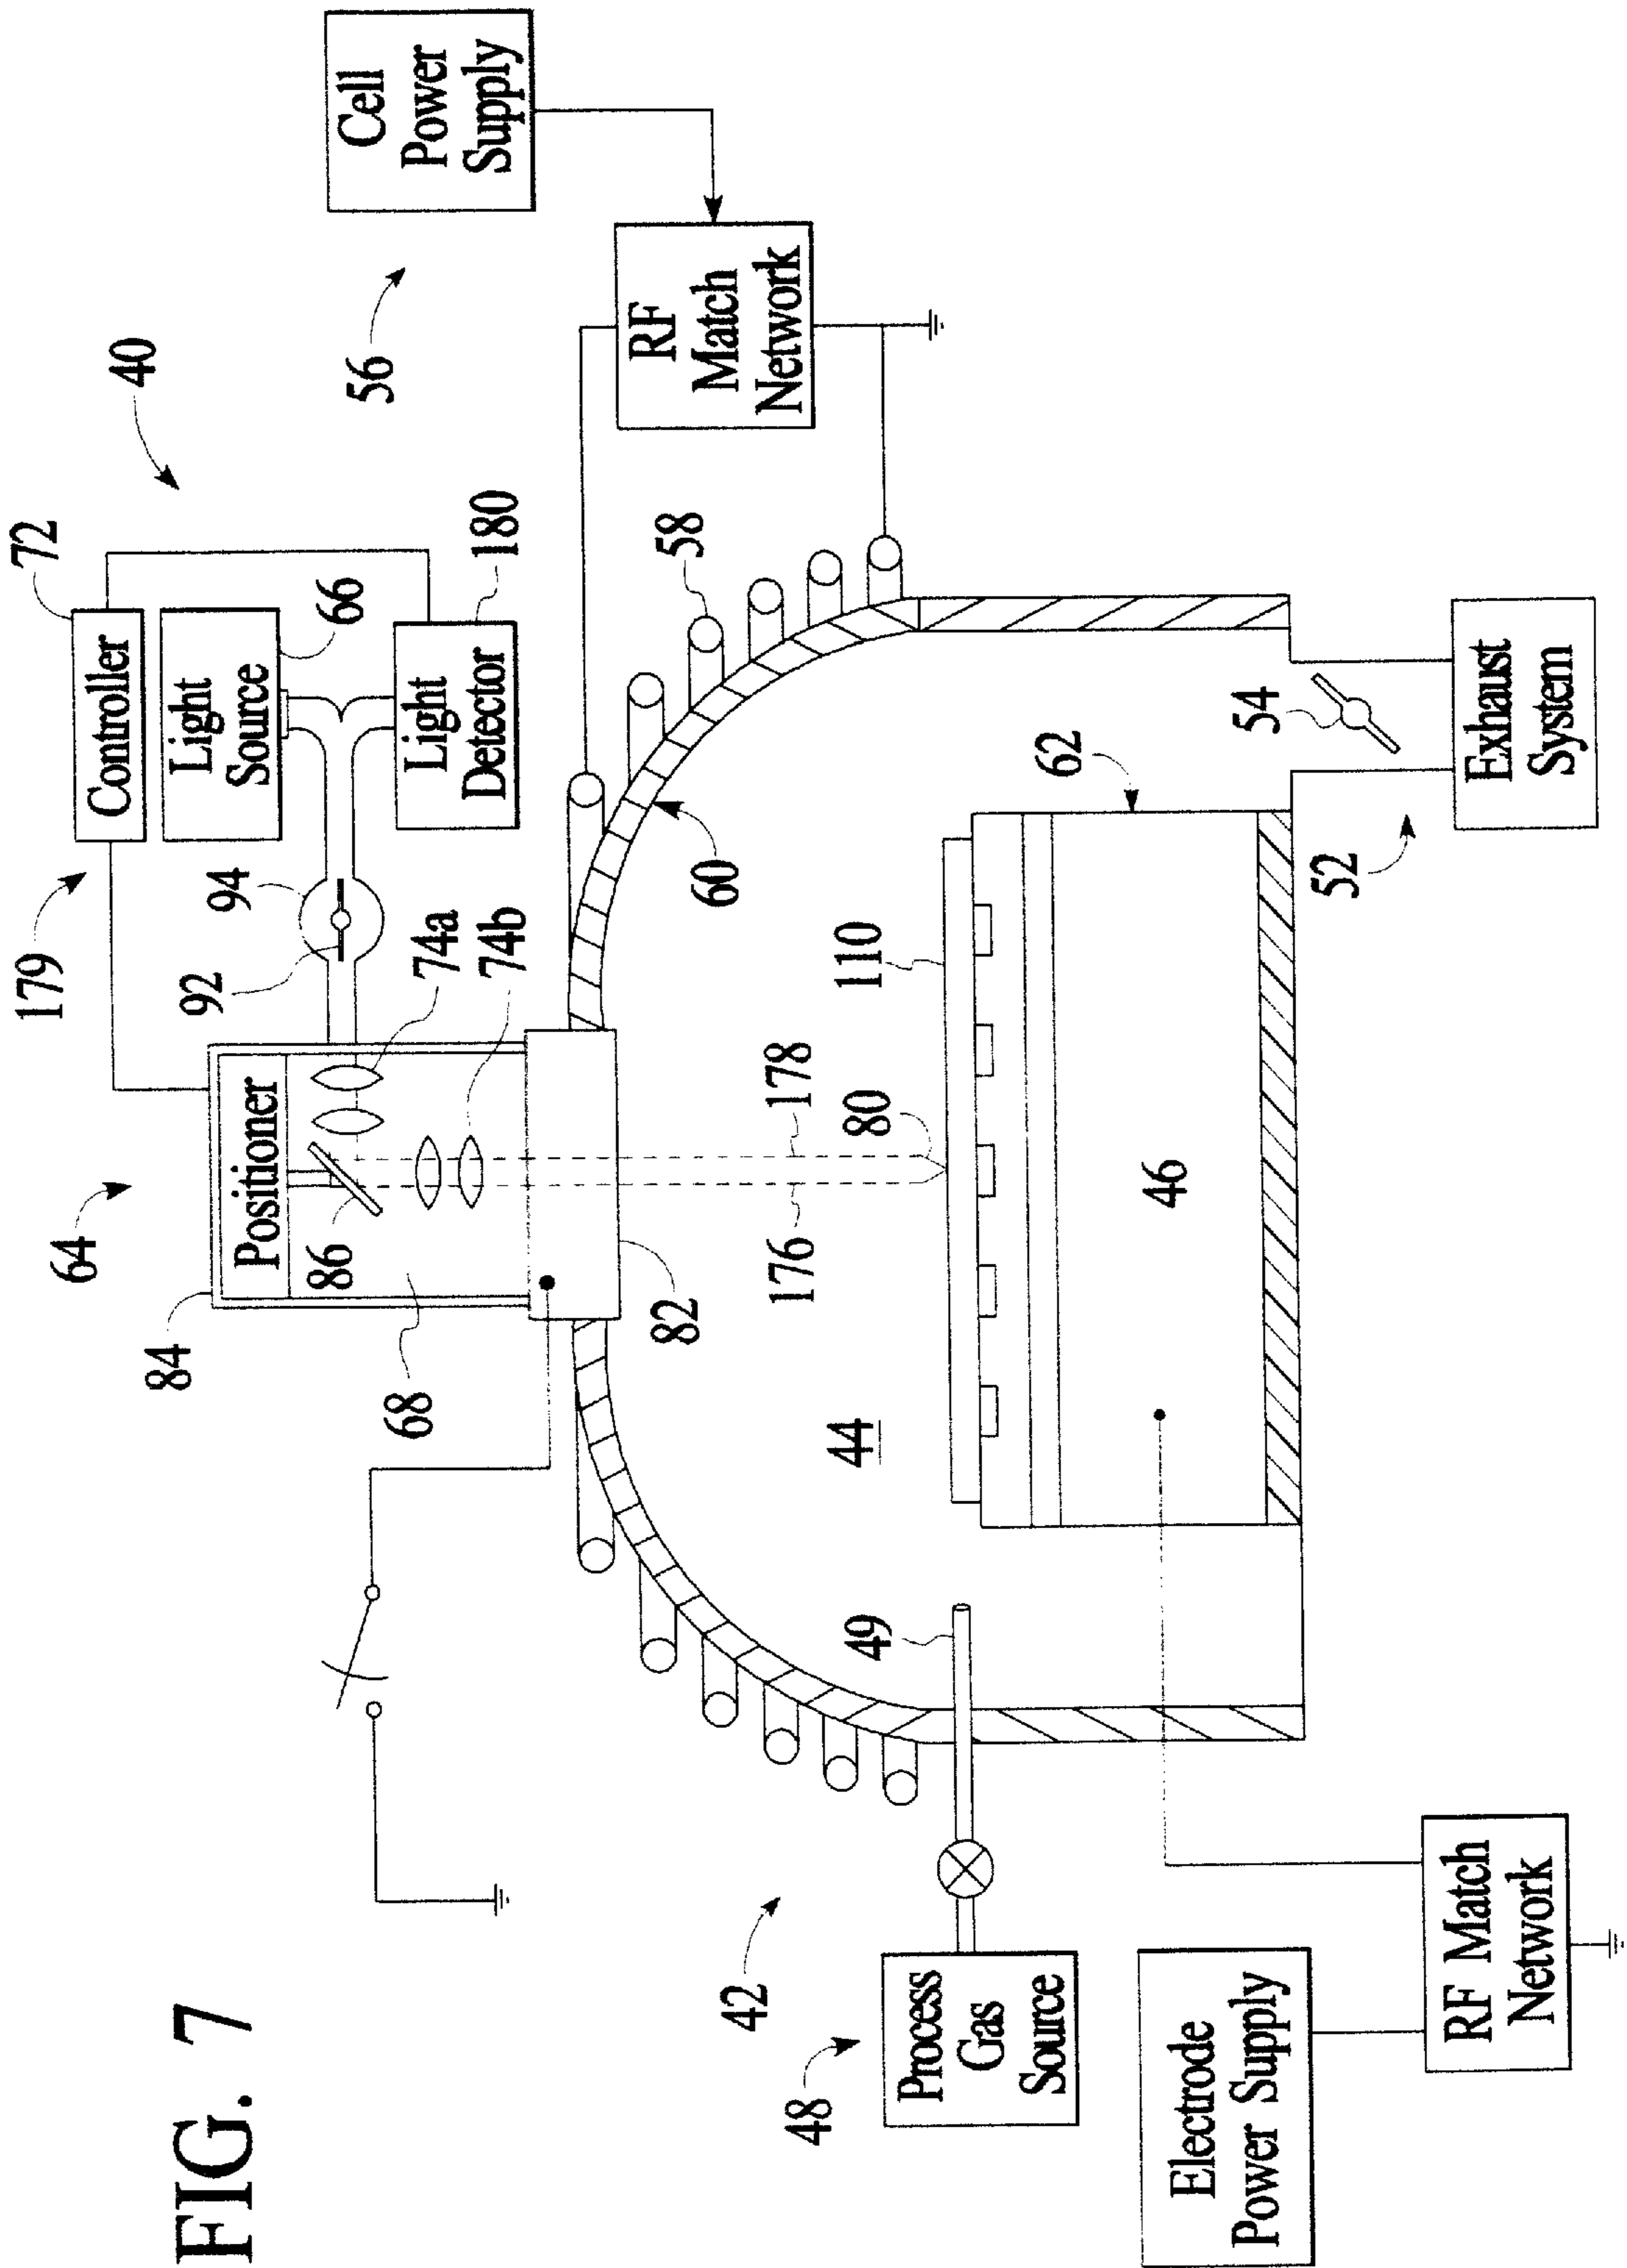 FIG. 7
64
84
Positioner
86
68
179
72
Controller
40
Light
Source
66
Light
Detector
180
94
92
74a
74b
56
Cell
Power
Supply
RF
Match
Network
58
60
82
176
178
80
110
44
46
62
49
42
48
Process
Gas
Source
54
52
Exhaust
System
Electrode
Power Supply
RF Match
Network